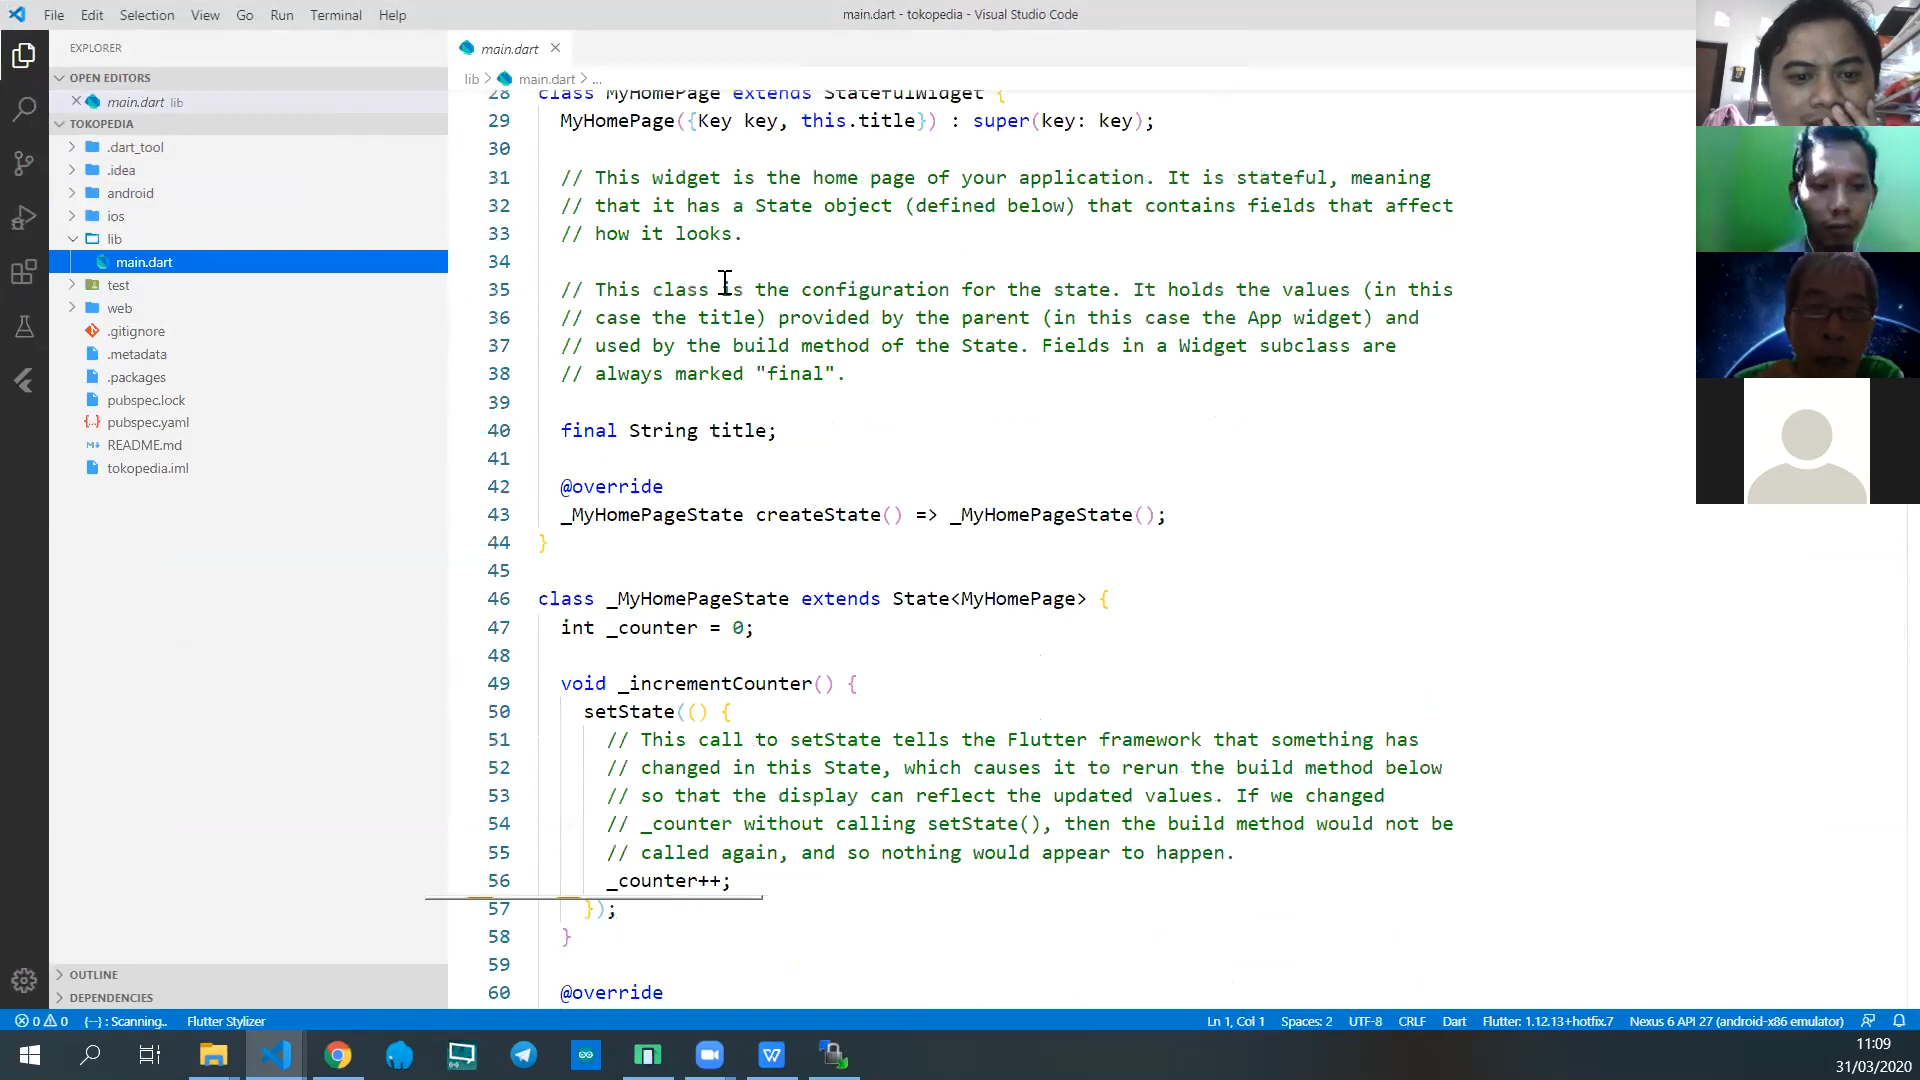 File Edit Selection View Go Run Terminal Help
main.dart - tokopedia - Visual Studio Code
EXPLORER
OPEN EDITORS
main.dart lib
TOKOPEDIA
.dart_tool
.idea
android
ios
lib
main.dart
test
web
.gitignore
.metadata
.packages
pubspec.lock
pubspec.yaml
README.md
tokopedia.iml
OUTLINE
DEPENDENCIES
main.dart
lib > main.dart > ...
28 class MyHomePage extends StatefulWidget {
29 MyHomePage({Key key, this.title}) : super(key: key);
30
31 // This widget is the home page of your application. It is stateful, meaning
32 // that it has a State object (defined below) that contains fields that affect
33 // how it looks.
34
35 // This class is the configuration for the state. It holds the values (in this
36 // case the title) provided by the parent (in this case the App widget) and
37 // used by the build method of the State. Fields in a Widget subclass are
38 // always marked "final".
39
40 final String title;
41
42 @override
43 _MyHomePageState createState() => _MyHomePageState();
44 }
45
46 class _MyHomePageState extends State<MyHomePage> {
47 int _counter = 0;
48
49 void _incrementCounter() {
50 setState(() {
51 // This call to setState tells the Flutter framework that something has
52 // changed in this State, which causes it to rerun the build method below
53 // so that the display can reflect the updated values. If we changed
54 // _counter without calling setState(), then the build method would not be
55 // called again, and so nothing would appear to happen.
56 _counter++;
57 });
58 }
59
60 @override
0 0 {--} : Scanning.. Flutter Stylizer
Ln 1, Col 1 Spaces: 2 UTF-8 CRLF Dart Flutter: 1.12.13+hotfix.7 Nexus 6 API 27 (android-x86 emulator)
11:09
31/03/2020